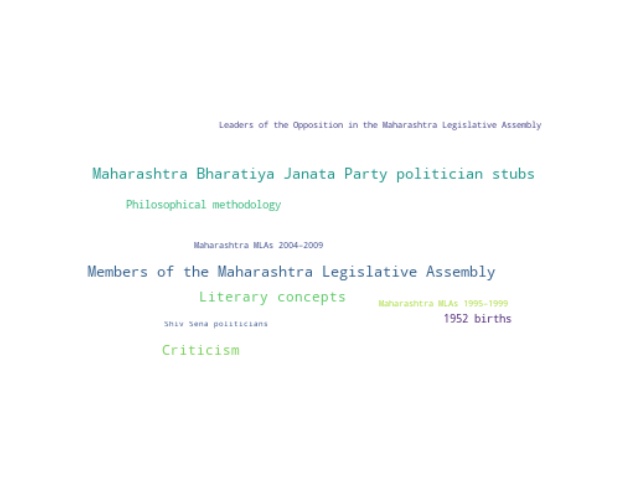 Leaders of the Opposition in the Maharashtra Legislative Assembly
Maharashtra Bharatiya Janata Party politician stubs
Philosophical methodology
Maharashtra MLAs 2004–2009
Members of the Maharashtra Legislative Assembly
Literary concepts
Maharashtra MLAs 1995–1999
1952 births
Shiv Sena politicians
Criticism